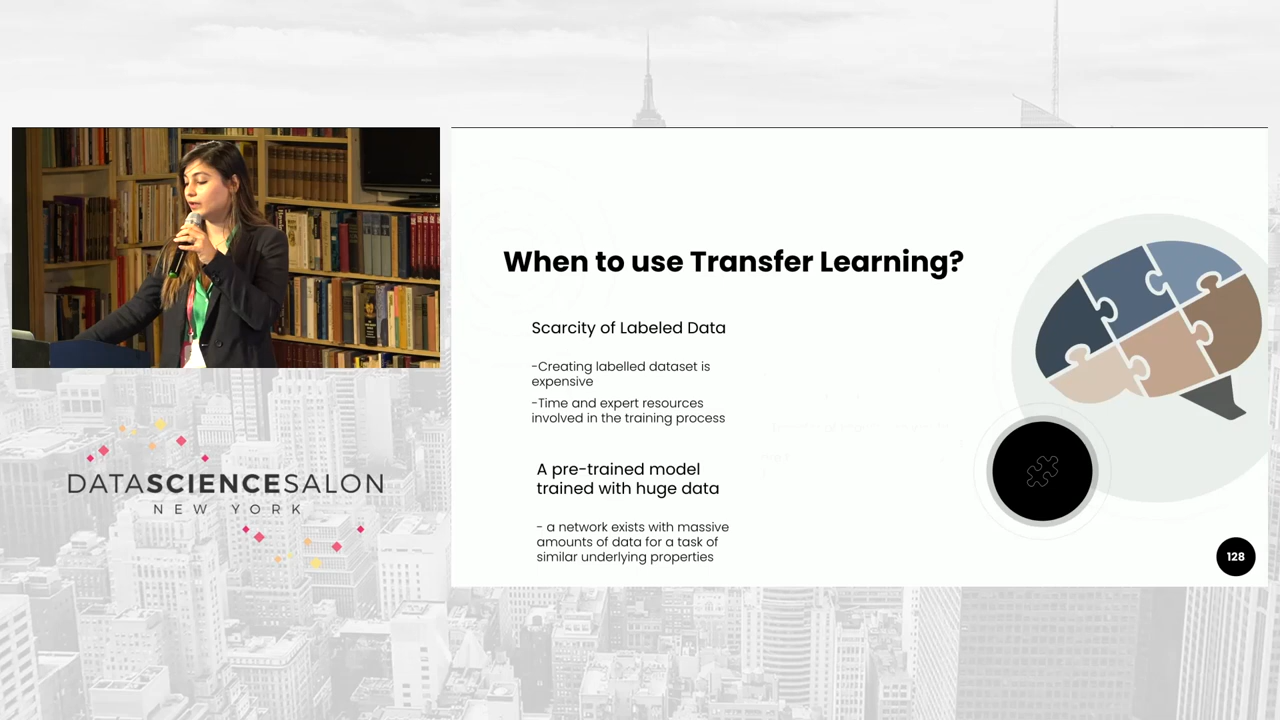 When to use Transfer Learning?
Scarcity of Labeled Data
-Creating labelled dataset is
expensive
-Time and expert resources
involved in the training process
A pre-trained model
trained with huge data
- a network exists with massive
amounts of data for a task of
similar underlying properties
128
DATASCIENCESALON
NEW YORK